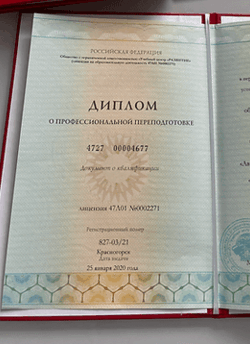 РОССИЙСКАЯ ФЕДЕРАЦИЯ
ДИПЛОМ
О ПРОФЕССИОНАЛЬНОЙ ПЕРЕПОДГОТОВКЕ
4727 00004677
Документ о квалификации
лицензия 47Л01 №0002271
Регистрационный номер
827-03/21
Красногорск
Дата выдачи
25 января 2020 года